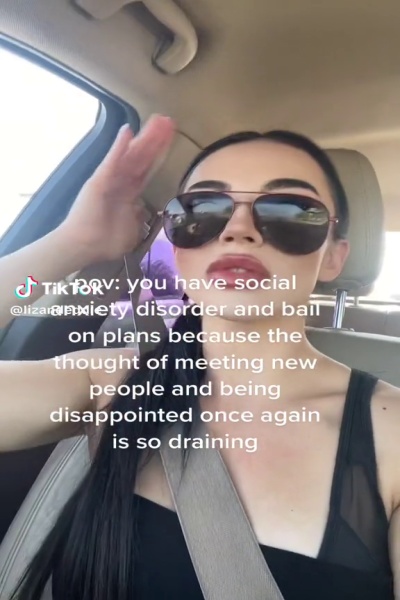 pov: you have social
TikTok
anxiety disorder and bail
on plans because the
thought of meeting new
people and being
disappointed once again
is so draining